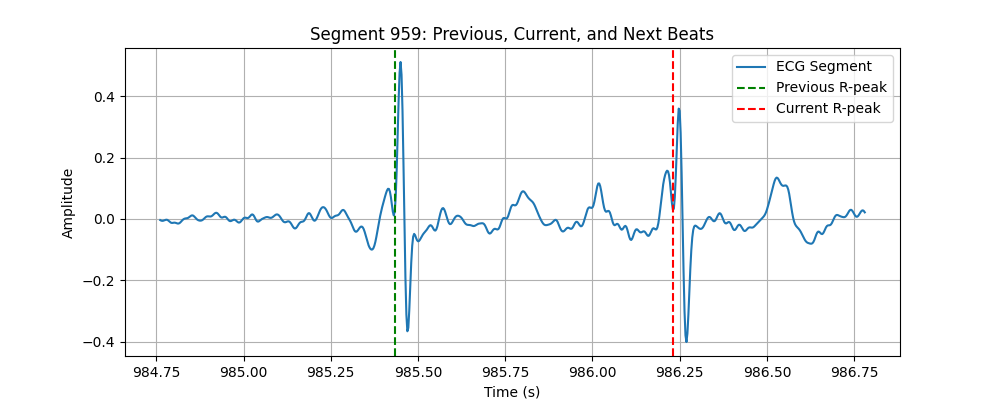 Segment 959: Previous, Current, and Next Beats
ECG Segment
Previous R-peak
Current R-peak
Amplitude
0.4
0.2
0.0
−0.2
−0.4
984.75 985.00 985.25 985.50 985.75 986.00 986.25 986.50 986.75
Time (s)